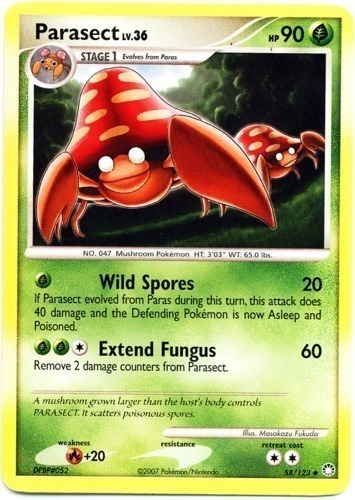 Parasect LV.36
HP 90
STAGE 1 Evolves from Paras
NO. 047 Mushroom Pokémon HT: 3'03" WT: 65.0 lbs.
Wild Spores 20
If Parasect evolved from Paras during this turn, this attack does
40 damage and the Defending Pokémon is now Asleep and
Poisoned.
Extend Fungus 60
Remove 2 damage counters from Parasect.
A mushroom grown larger than the host's body controls
PARASECT. It scatters poisonous spores.
Illus. Masakazu Fukuda
weakness resistance retreat cost
+20
DPBP#052 ©2007 Pokémon/Nintendo 58/123